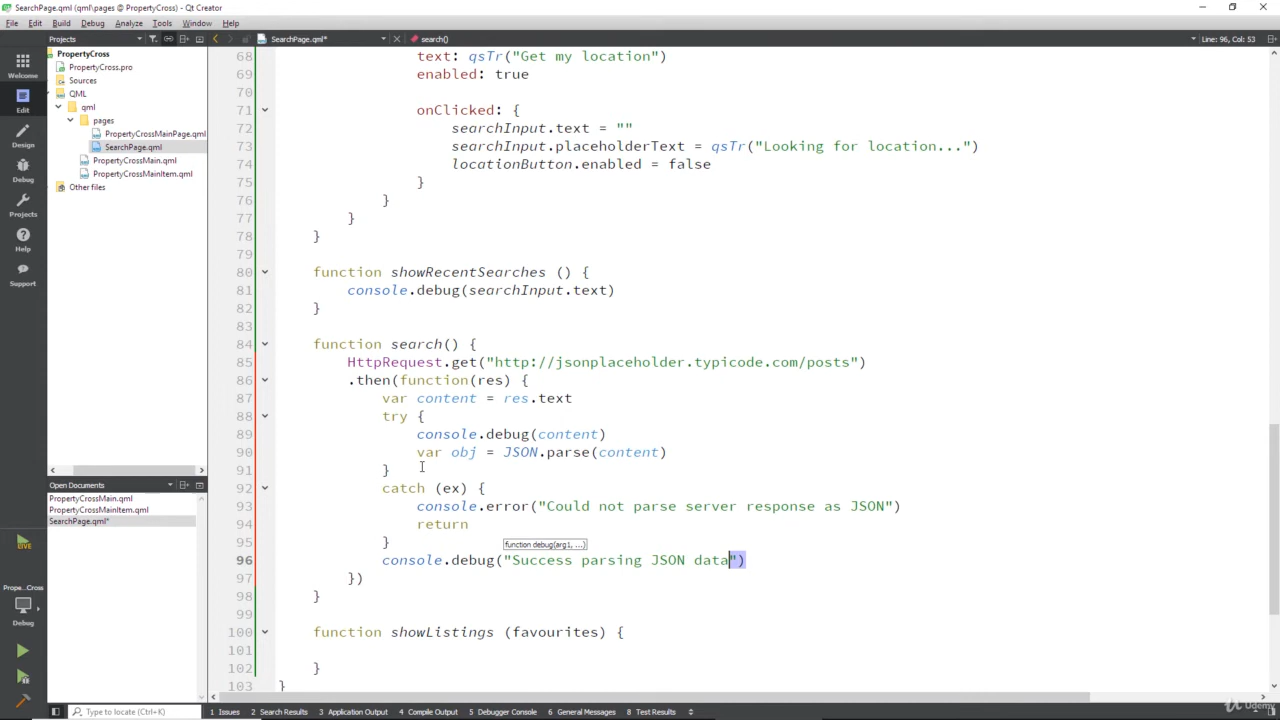 SearchPage.qml (qml\pages @ PropertyCross) - Qt Creator
File Edit Build Debug Analyze Tools Window Help
Projects SearchPage.qml* search() Line: 96, Col: 53
Welcome
Edit
Design
Debug
Projects
Help
Support
PropertyCross
PropertyCross.pro
Sources
QML
qml
pages
PropertyCrossMainPage.qml
SearchPage.qml
PropertyCrossMain.qml
PropertyCrossMainItem.qml
Other files
Open Documents
PropertyCrossMain.qml
PropertyCrossMainItem.qml
SearchPage.qml*
LIVE
Prope...Cross
Debug
68 text: qsTr("Get my location")
69 enabled: true
70
71 onClicked: {
72 searchInput.text = ""
73 searchInput.placeholderText = qsTr("Looking for location...")
74 locationButton.enabled = false
75 }
76 }
77 }
78 }
79
80 function showRecentSearches () {
81 console.debug(searchInput.text)
82 }
83
84 function search() {
85 HttpRequest.get("http://jsonplaceholder.typicode.com/posts")
86 .then(function(res) {
87 var content = res.text
88 try {
89 console.debug(content)
90 var obj = JSON.parse(content)
91 }
92 catch (ex) {
93 console.error("Could not parse server response as JSON")
94 return
95 }
function debug(arg1, ...)
96 console.debug("Success parsing JSON data")
97 })
98 }
99
100 function showListings (favourites) {
101
102 }
103 }
Type to locate (Ctrl+K) 1 Issues 2 Search Results 3 Application Output 4 Compile Output 5 Debugger Console 6 General Messages 8 Test Results
Udemy